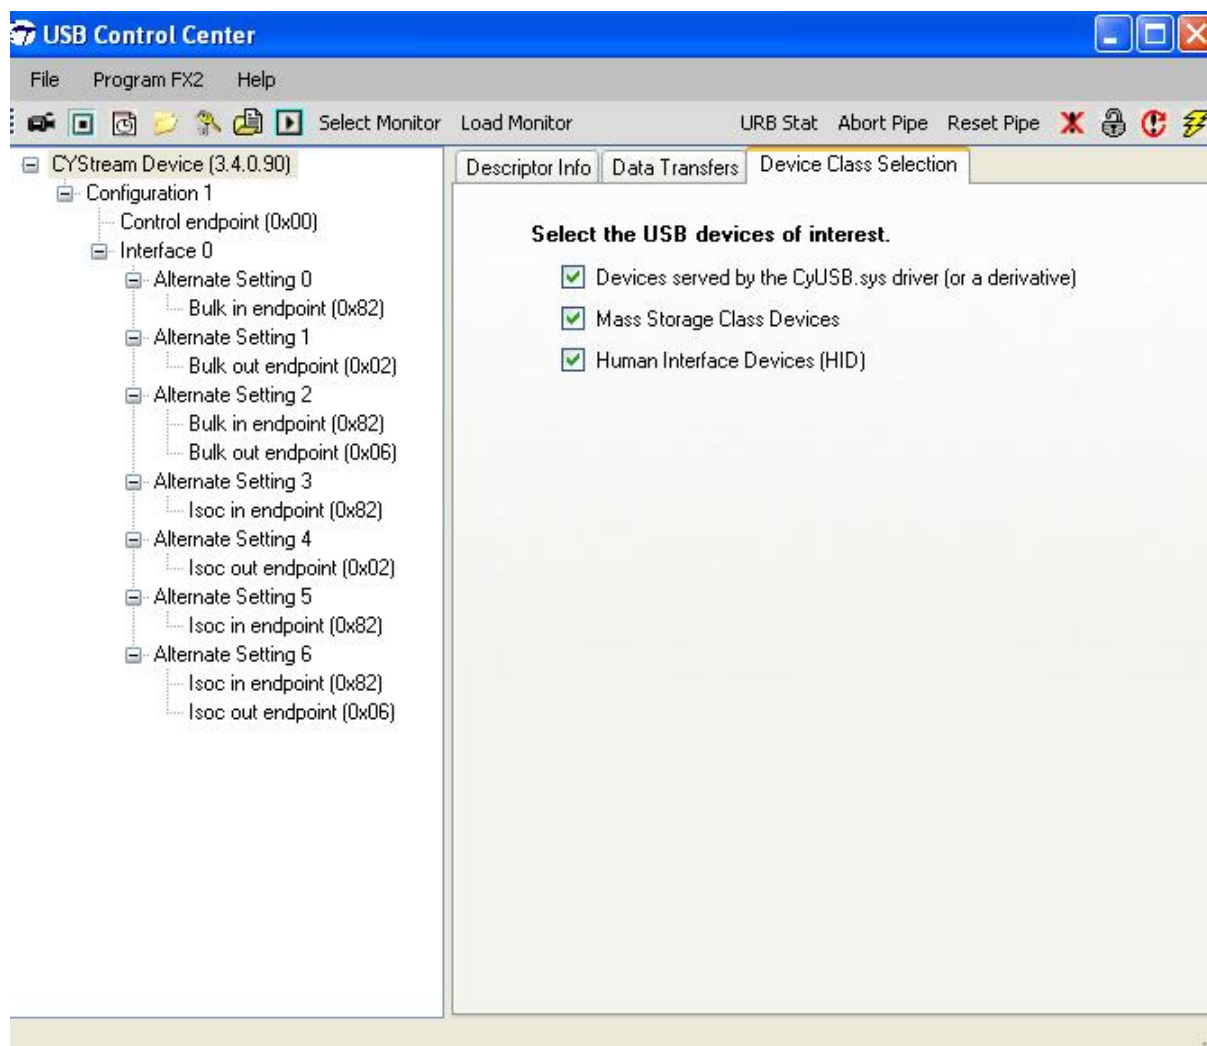 USB Control Center
File Program FX2 Help
Select Monitor Load Monitor URB Stat Abort Pipe Reset Pipe
CYStream Device (3.4.0.90)
Configuration 1
Control endpoint (0x00)
Interface 0
Alternate Setting 0
Bulk in endpoint (0x82)
Alternate Setting 1
Bulk out endpoint (0x02)
Alternate Setting 2
Bulk in endpoint (0x82)
Bulk out endpoint (0x06)
Alternate Setting 3
Isoc in endpoint (0x82)
Alternate Setting 4
Isoc out endpoint (0x02)
Alternate Setting 5
Isoc in endpoint (0x82)
Alternate Setting 6
Isoc in endpoint (0x82)
Isoc out endpoint (0x06)
Descriptor Info Data Transfers Device Class Selection
Select the USB devices of interest.
Devices served by the CyUSB.sys driver (or a derivative)
Mass Storage Class Devices
Human Interface Devices (HID)